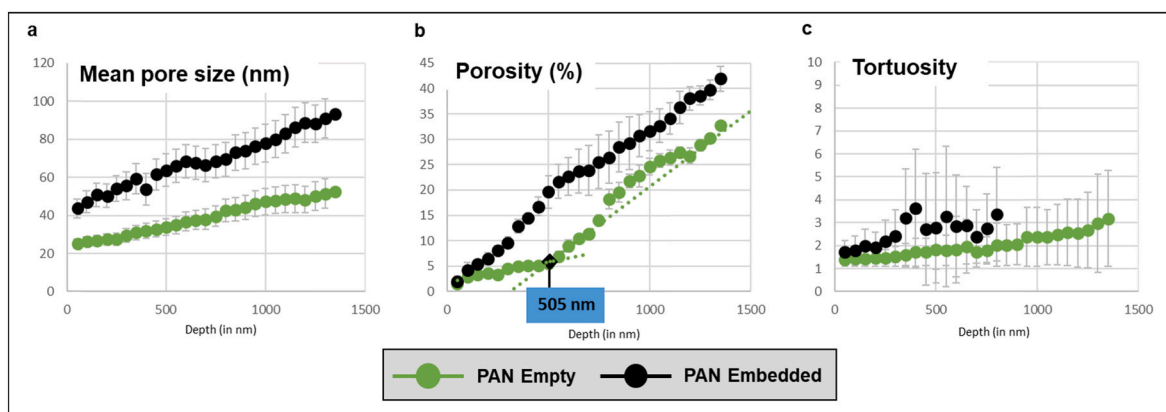 a
Mean pore size (nm)
120
100
80
60
40
20
0
0 500 1000 1500
Depth (in nm)
b
Porosity (%)
45
40
35
30
25
20
15
10
5
0
0 1000 1500
505 nm
Depth (in nm)
c
Tortuosity
10
9
8
7
6
5
4
3
2
1
0
0 500 1000 1500
Depth (in nm)
PAN Empty PAN Embedded